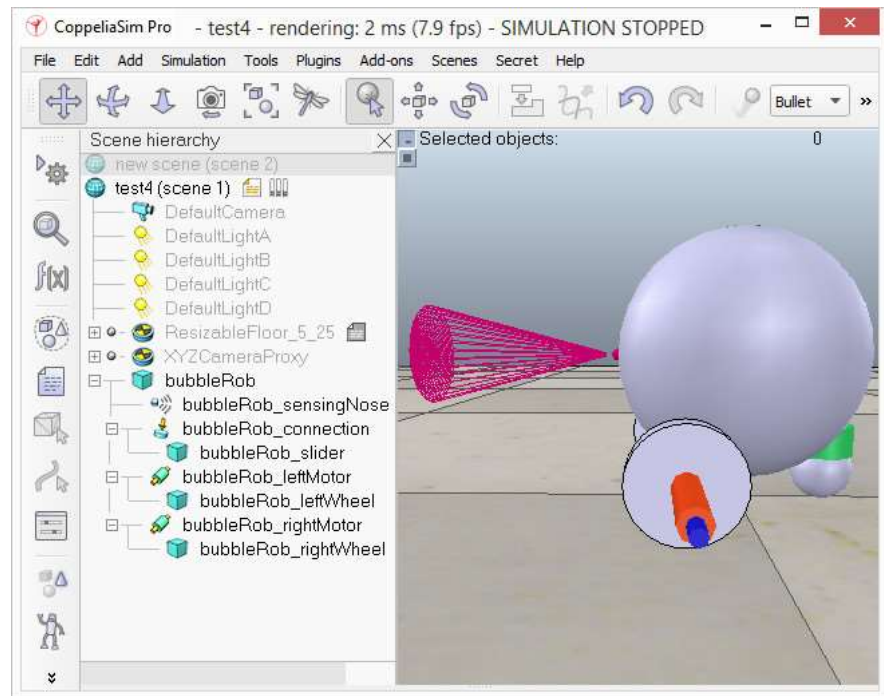 CoppeliaSim Pro - test4 - rendering: 2 ms (7.9 fps) - SIMULATION STOPPED
File Edit Add Simulation Tools Plugins Add-ons Scenes Secret Help
Bullet
Scene hierarchy
Selected objects: 0
new scene (scene 2)
test4 (scene 1)
DefaultCamera
DefaultLightA
DefaultLightB
DefaultLightC
DefaultLightD
ResizableFloor_5_25
XYZCameraProxy
bubbleRob
bubbleRob_sensingNose
bubbleRob_connection
bubbleRob_slider
bubbleRob_leftMotor
bubbleRob_leftWheel
bubbleRob_rightMotor
bubbleRob_rightWheel
f(x)